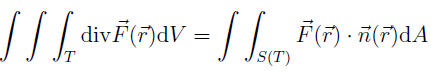 ∫∫∫_T div F⃗(r⃗)dV = ∫∫_{S(T)} F⃗(r⃗) · n⃗(r⃗)dA